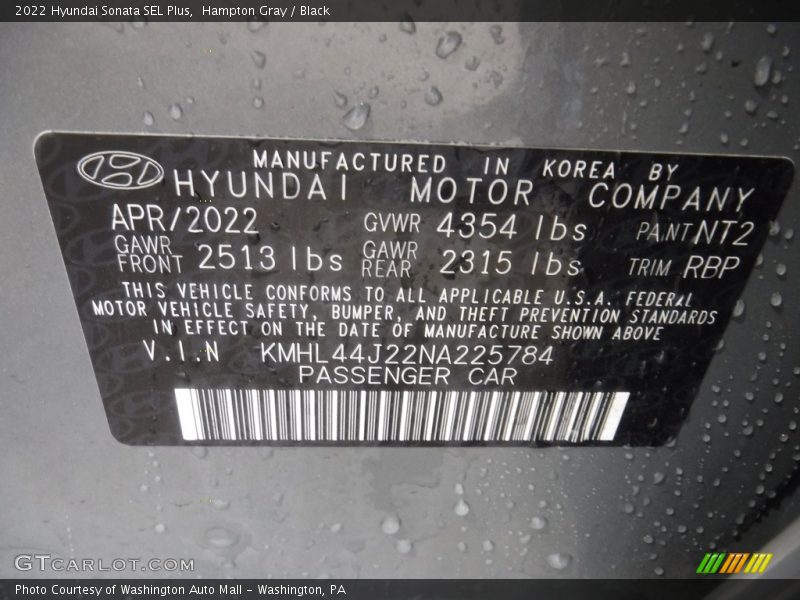 2022 Hyundai Sonata SEL Plus, Hampton Gray / Black
MANUFACTURED IN KOREA BY
HYUNDAI MOTOR COMPANY
APR/2022 GVWR 4354 lbs PAINT NT2
GAWR FRONT 2513 lbs GAWR REAR 2315 lbs TRIM RBP
THIS VEHICLE CONFORMS TO ALL APPLICABLE U.S.A. FEDERAL
MOTOR VEHICLE SAFETY, BUMPER, AND THEFT PREVENTION STANDARDS
IN EFFECT ON THE DATE OF MANUFACTURE SHOWN ABOVE
V.I.N KMHL44J22NA225784
PASSENGER CAR
GTCARLOT.COM
Photo Courtesy of Washington Auto Mall - Washington, PA